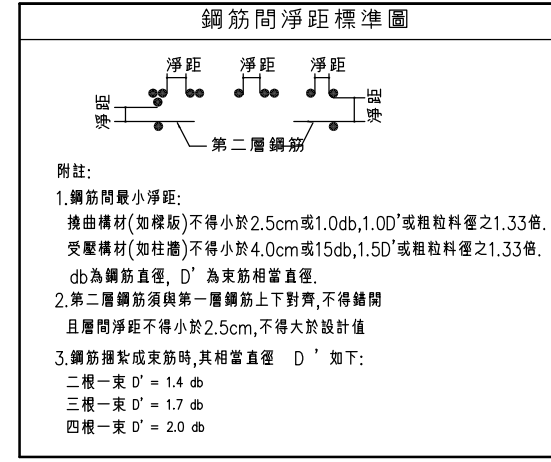 鋼筋間淨距標準圖
淨距 淨距 淨距
淨距 淨距
第二層鋼筋
附註:
1.鋼筋間最小淨距:
撓曲構材(如樑版)不得小於2.5cm或1.0db,1.0D'或粗粒料徑之1.33倍.
受壓構材(如柱牆)不得小於4.0cm或15db,1.5D'或粗粒料徑之1.33倍.
db為鋼筋直徑, D' 為束筋相當直徑.
2.第二層鋼筋須與第一層鋼筋上下對齊,不得錯開
且層間淨距不得小於2.5cm,不得大於設計值
3.鋼筋捆紮成束筋時,其相當直徑 D ' 如下:
二根一束 D' = 1.4 db
三根一束 D' = 1.7 db
四根一束 D' = 2.0 db